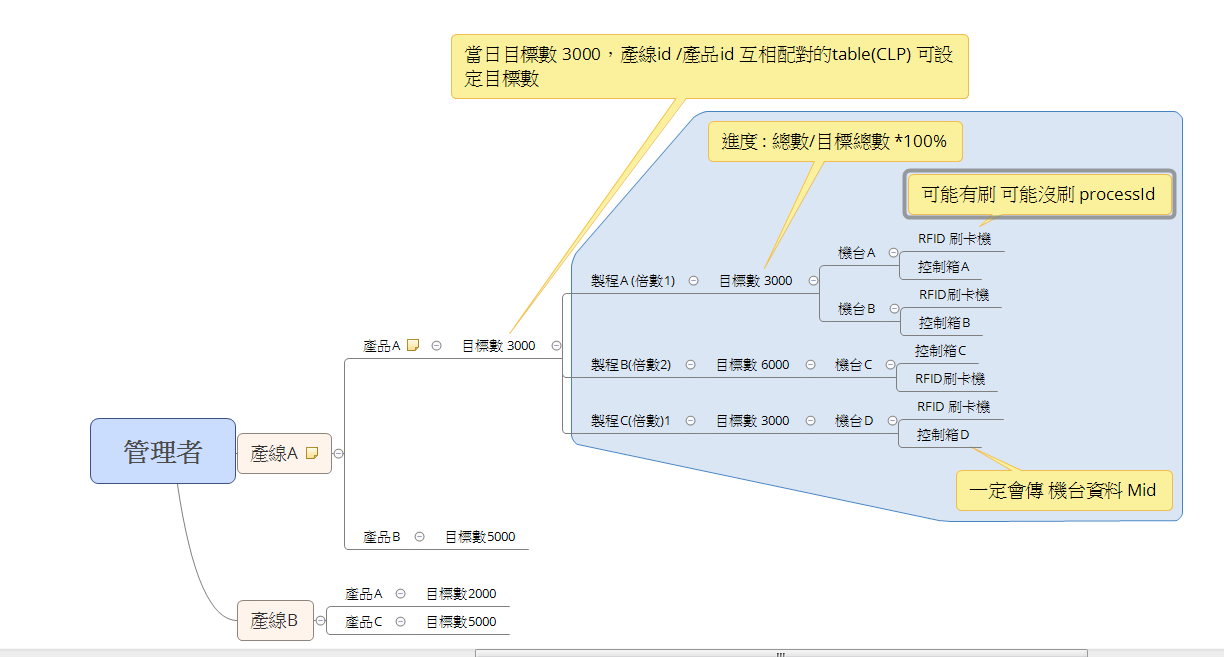 當日目標數 3000，產線id /產品id 互相配對的table(CLP) 可設
定目標數
進度 : 總數/目標總數 *100%
可能有刷 可能沒刷 processId
RFID 刷卡機
機台A
控制箱A
製程A (倍數1)
目標數 3000
RFID刷卡機
機台B
控制箱B
產品A
目標數 3000
控制箱C
製程B(倍數2)
目標數 6000
機台C
RFID刷卡機
RFID 刷卡機
製程C(倍數)1
目標數 3000
機台D
控制箱D
管理者
產線A
一定會傳 機台資料 Mid
產品B
目標數5000
產品A
目標數2000
產線B
產品C
目標數5000